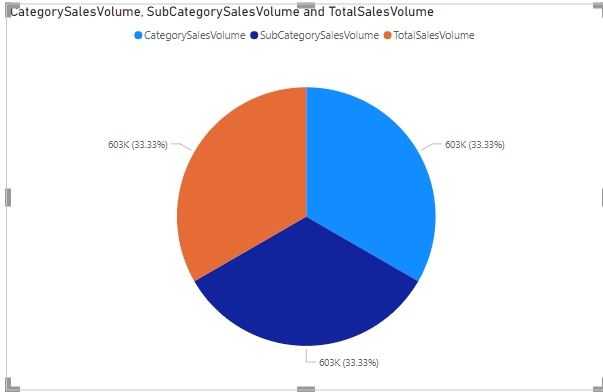 CategorySalesVolume, SubCategorySalesVolume and TotalSalesVolume
CategorySalesVolume SubCategorySalesVolume TotalSalesVolume
603K (33.33%) 603K (33.33%)
603K (33.33%)